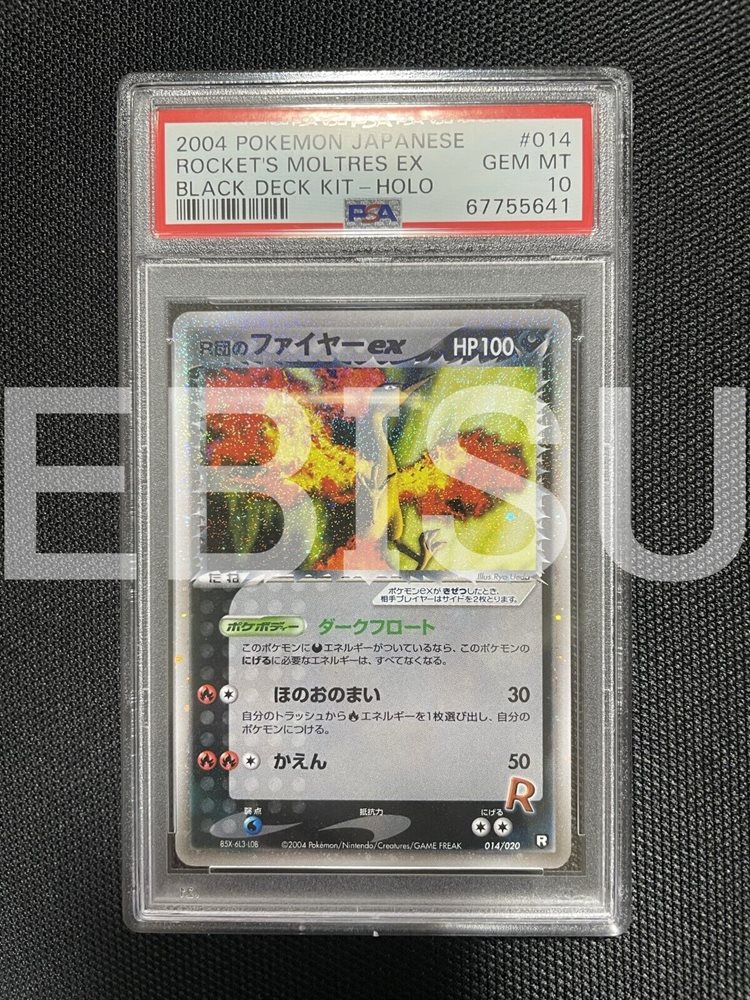 2004 POKEMON JAPANESE #014
ROCKET'S MOLTRES EX GEM MT
BLACK DECK KIT-HOLO 10
PSA 67755641
R団のファイヤーex HP100
EBISU
たね
Illus.Ryo Ueda
ポケモンexがきぜつしたとき、
相手プレイヤーはサイドを2枚とります。
ポケボディー ダークフロート
このポケモンにエネルギーがついているなら、このポケモンの
にげるに必要なエネルギーは、すべてなくなる。
ほのおのまい 30
自分のトラッシュからエネルギーを1枚選び出し、自分の
ポケモンにつける。
かえん 50
R
弱点 抵抗力 にげる
B5X-6L3-LDB ©2004 Pokémon/Nintendo/Creatures/GAME FREAK 014/020 R